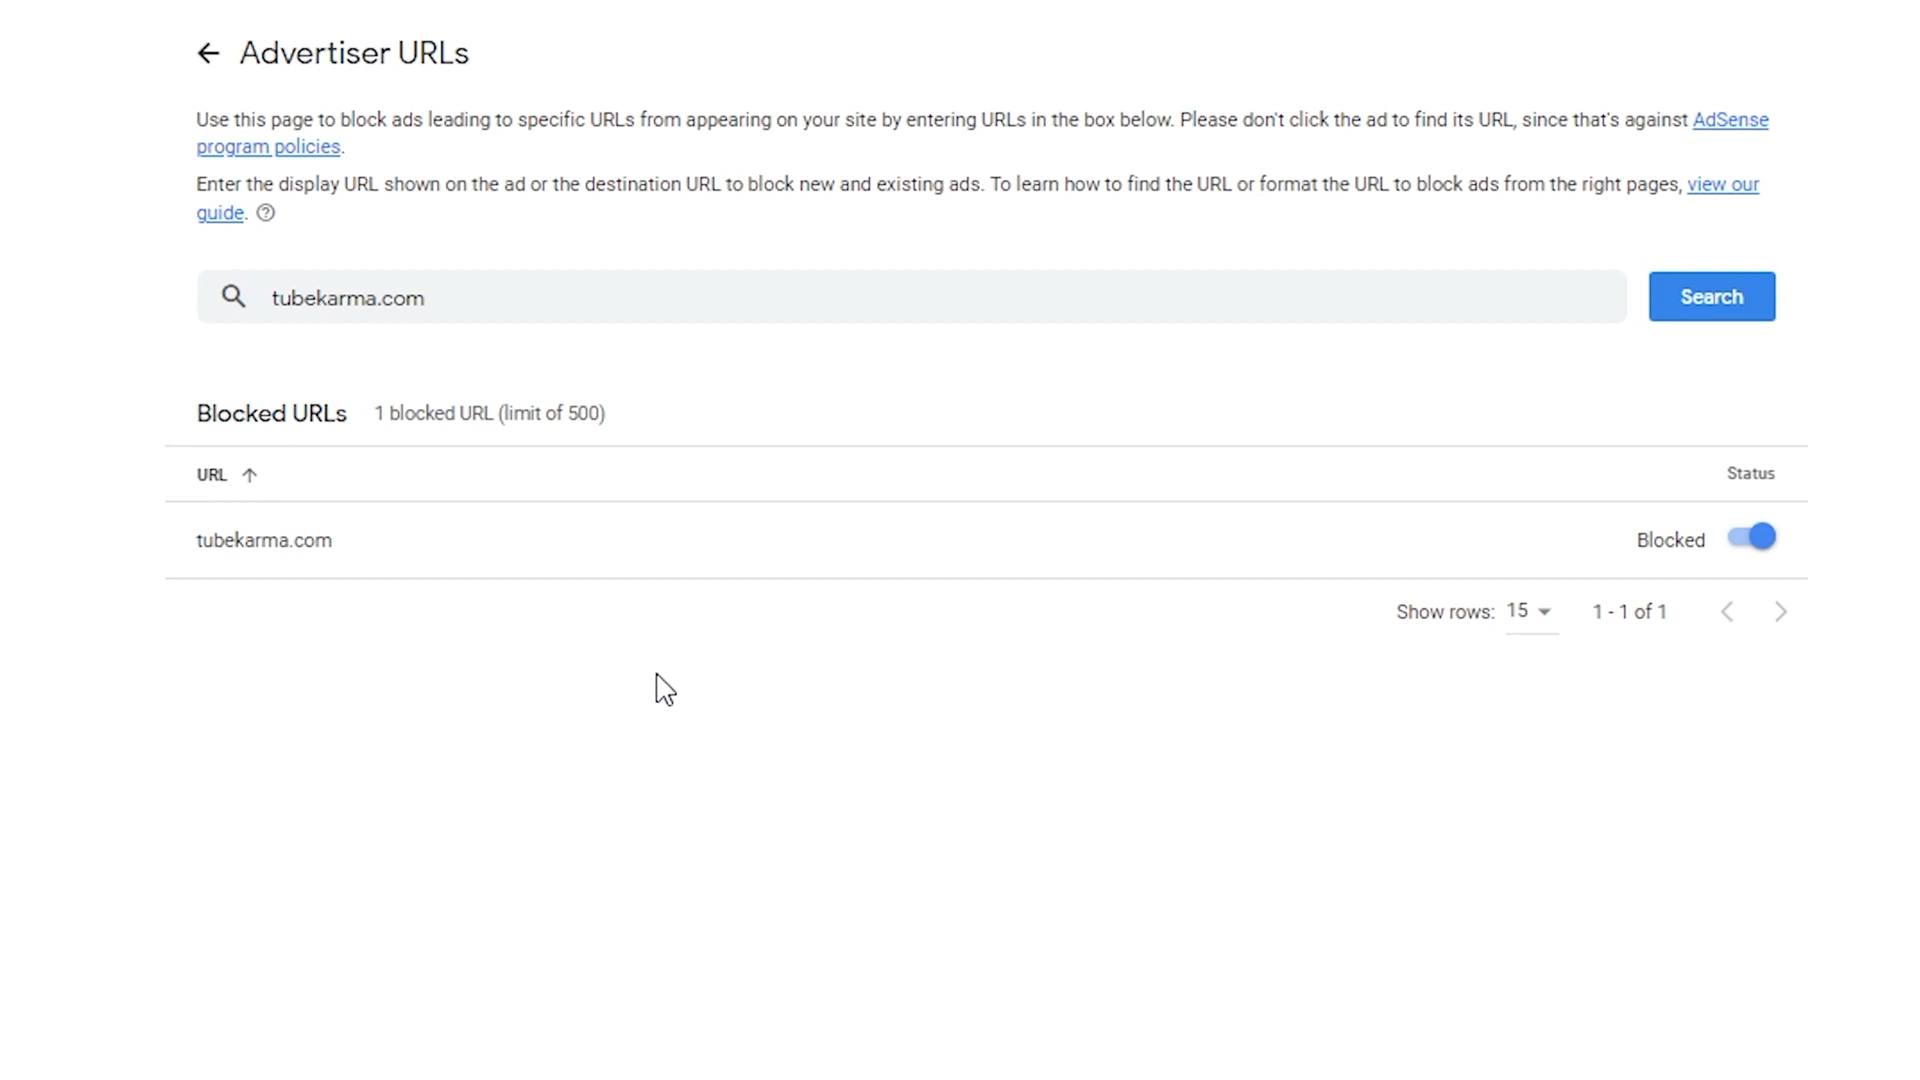 Advertiser URLs
Use this page to block ads leading to specific URLs from appearing on your site by entering URLs in the box below. Please don't click the ad to find its URL, since that's against AdSense
program policies.
Enter the display URL shown on the ad or the destination URL to block new and existing ads. To learn how to find the URL or format the URL to block ads from the right pages, view our
guide.
tubekarma.com
Search
Blocked URLs 1 blocked URL (limit of 500)
URL Status
tubekarma.com Blocked
Show rows: 15 1 - 1 of 1